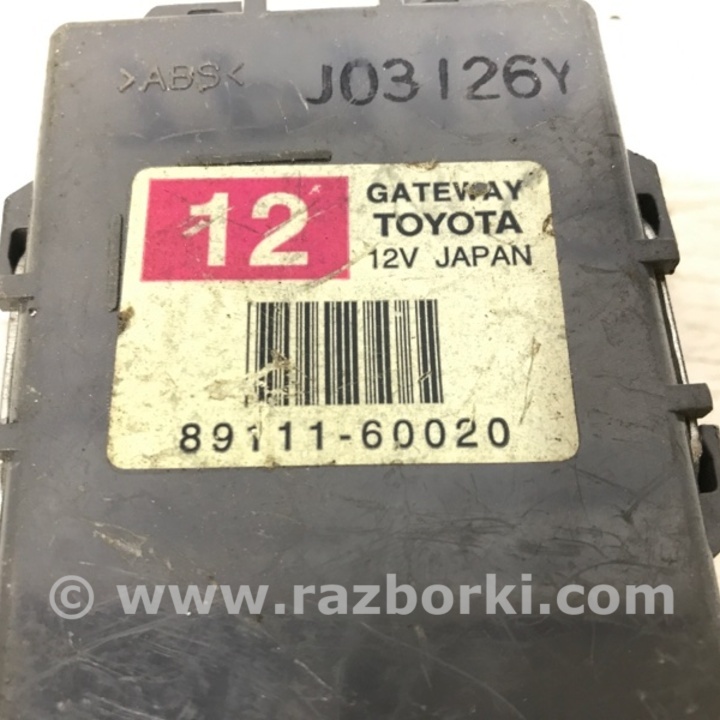 >ABS<
J03126Y
12
GATEWAY
TOYOTA
12V JAPAN
89111-60020
© www.razborki.com